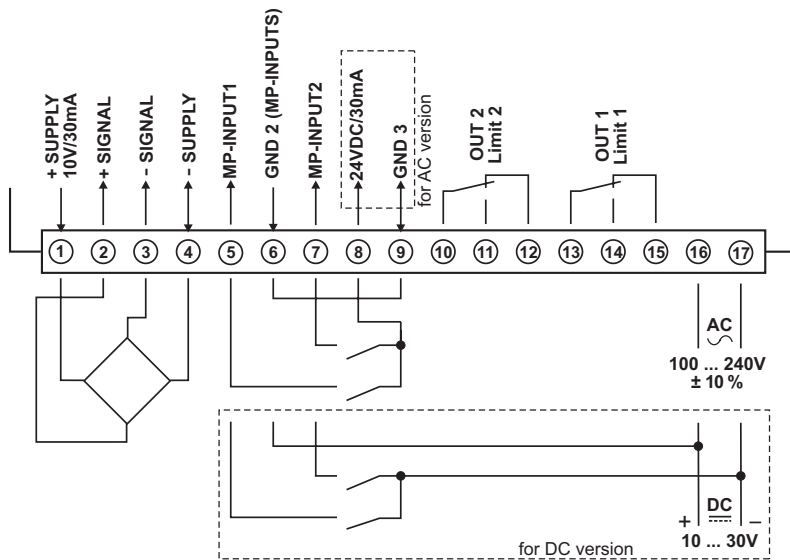 + SUPPLY
10V/30mA
+ SIGNAL
- SIGNAL
- SUPPLY
MP-INPUT1
GND 2 (MP-INPUTS)
MP-INPUT2
24VDC/30mA
GND 3
for AC version
OUT 2
Limit 2
OUT 1
Limit 1
1 2 3 4 5 6 7 8 9 10 11 12 13 14 15 16 17
AC
100 ... 240V
± 10 %
+ DC –
10 ... 30V
for DC version